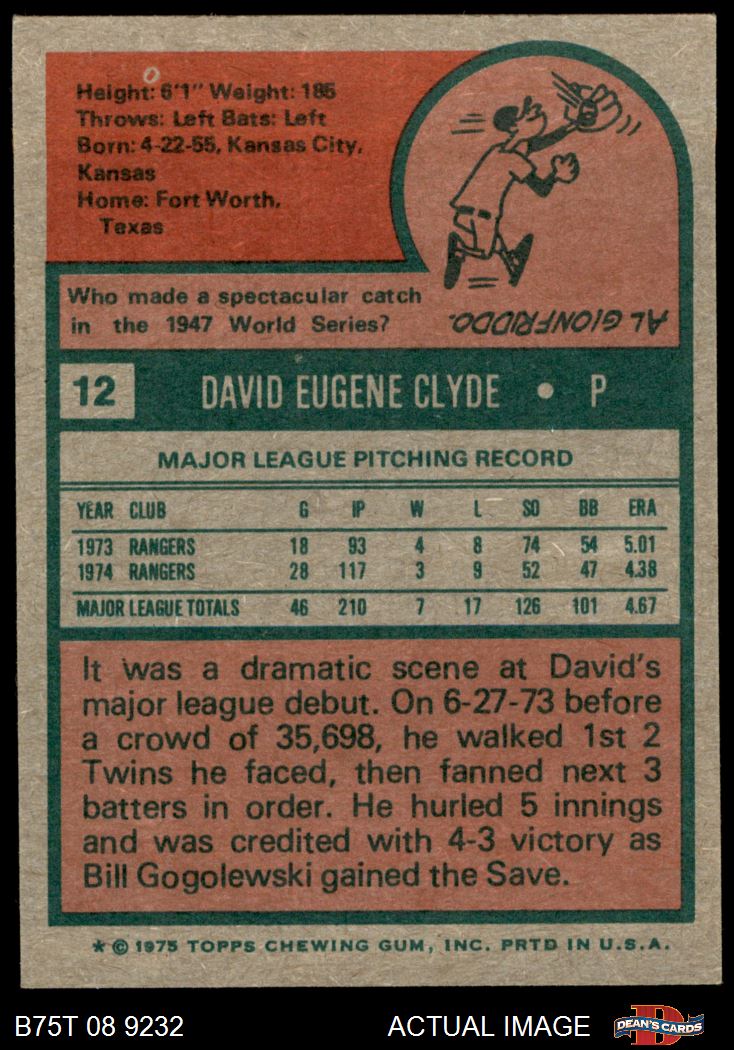 Height: 6'1" Weight: 185
Throws: Left Bats: Left
Born: 4-22-55, Kansas City,
Kansas
Home: Fort Worth,
Texas
Who made a spectacular catch
in the 1947 World Series?
AL GIONFRIDDO.
12 DAVID EUGENE CLYDE • P
MAJOR LEAGUE PITCHING RECORD
YEAR CLUB G IP W L SO BB ERA
1973 RANGERS 18 93 4 8 74 54 5.01
1974 RANGERS 28 117 3 9 52 47 4.38
MAJOR LEAGUE TOTALS 46 210 7 17 126 101 4.67
It was a dramatic scene at David's
major league debut. On 6-27-73 before
a crowd of 35,698, he walked 1st 2
Twins he faced, then fanned next 3
batters in order. He hurled 5 innings
and was credited with 4-3 victory as
Bill Gogolewski gained the Save.
* © 1975 TOPPS CHEWING GUM, INC. PRTD IN U.S.A.
B75T 08 9232 ACTUAL IMAGE D DEAN'S CARDS